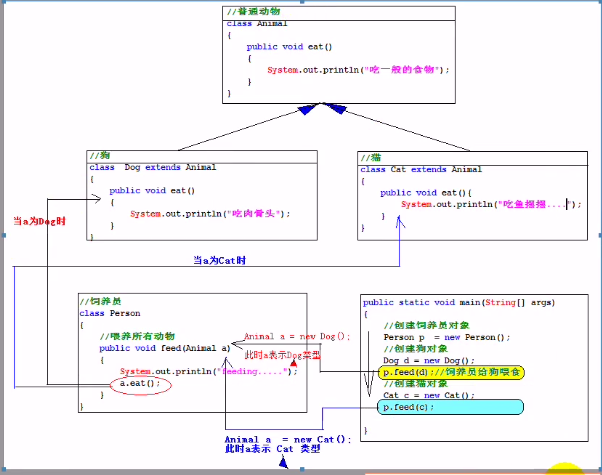 //普通动物
class Animal
{
public void eat()
{
System.out.println("吃一般的食物");
}
}
//狗
class Dog extends Animal
{
public void eat()
{
System.out.println("吃肉骨头");
}
}
//猫
class Cat extends Animal
{
public void eat(){
System.out.println("吃鱼摇摇....");
}
}
当a为Dog时
当a为Cat时
//饲养员
class Person
{
//喂养所有动物
public void feed(Animal a)
{
System.out.println("feeding.....");
a.eat();
}
}
Animal a = new Dog();
此时a表示Dog类型
Animal a = new Cat();
此时a表示 Cat 类型
public static void main(String[] args)
{
//创建饲养员对象
Person p = new Person();
//创建狗对象
Dog d = new Dog();
p.feed(d);//饲养员给狗喂食
//创建猫对象
Cat c = new Cat();
p.feed(c);
}